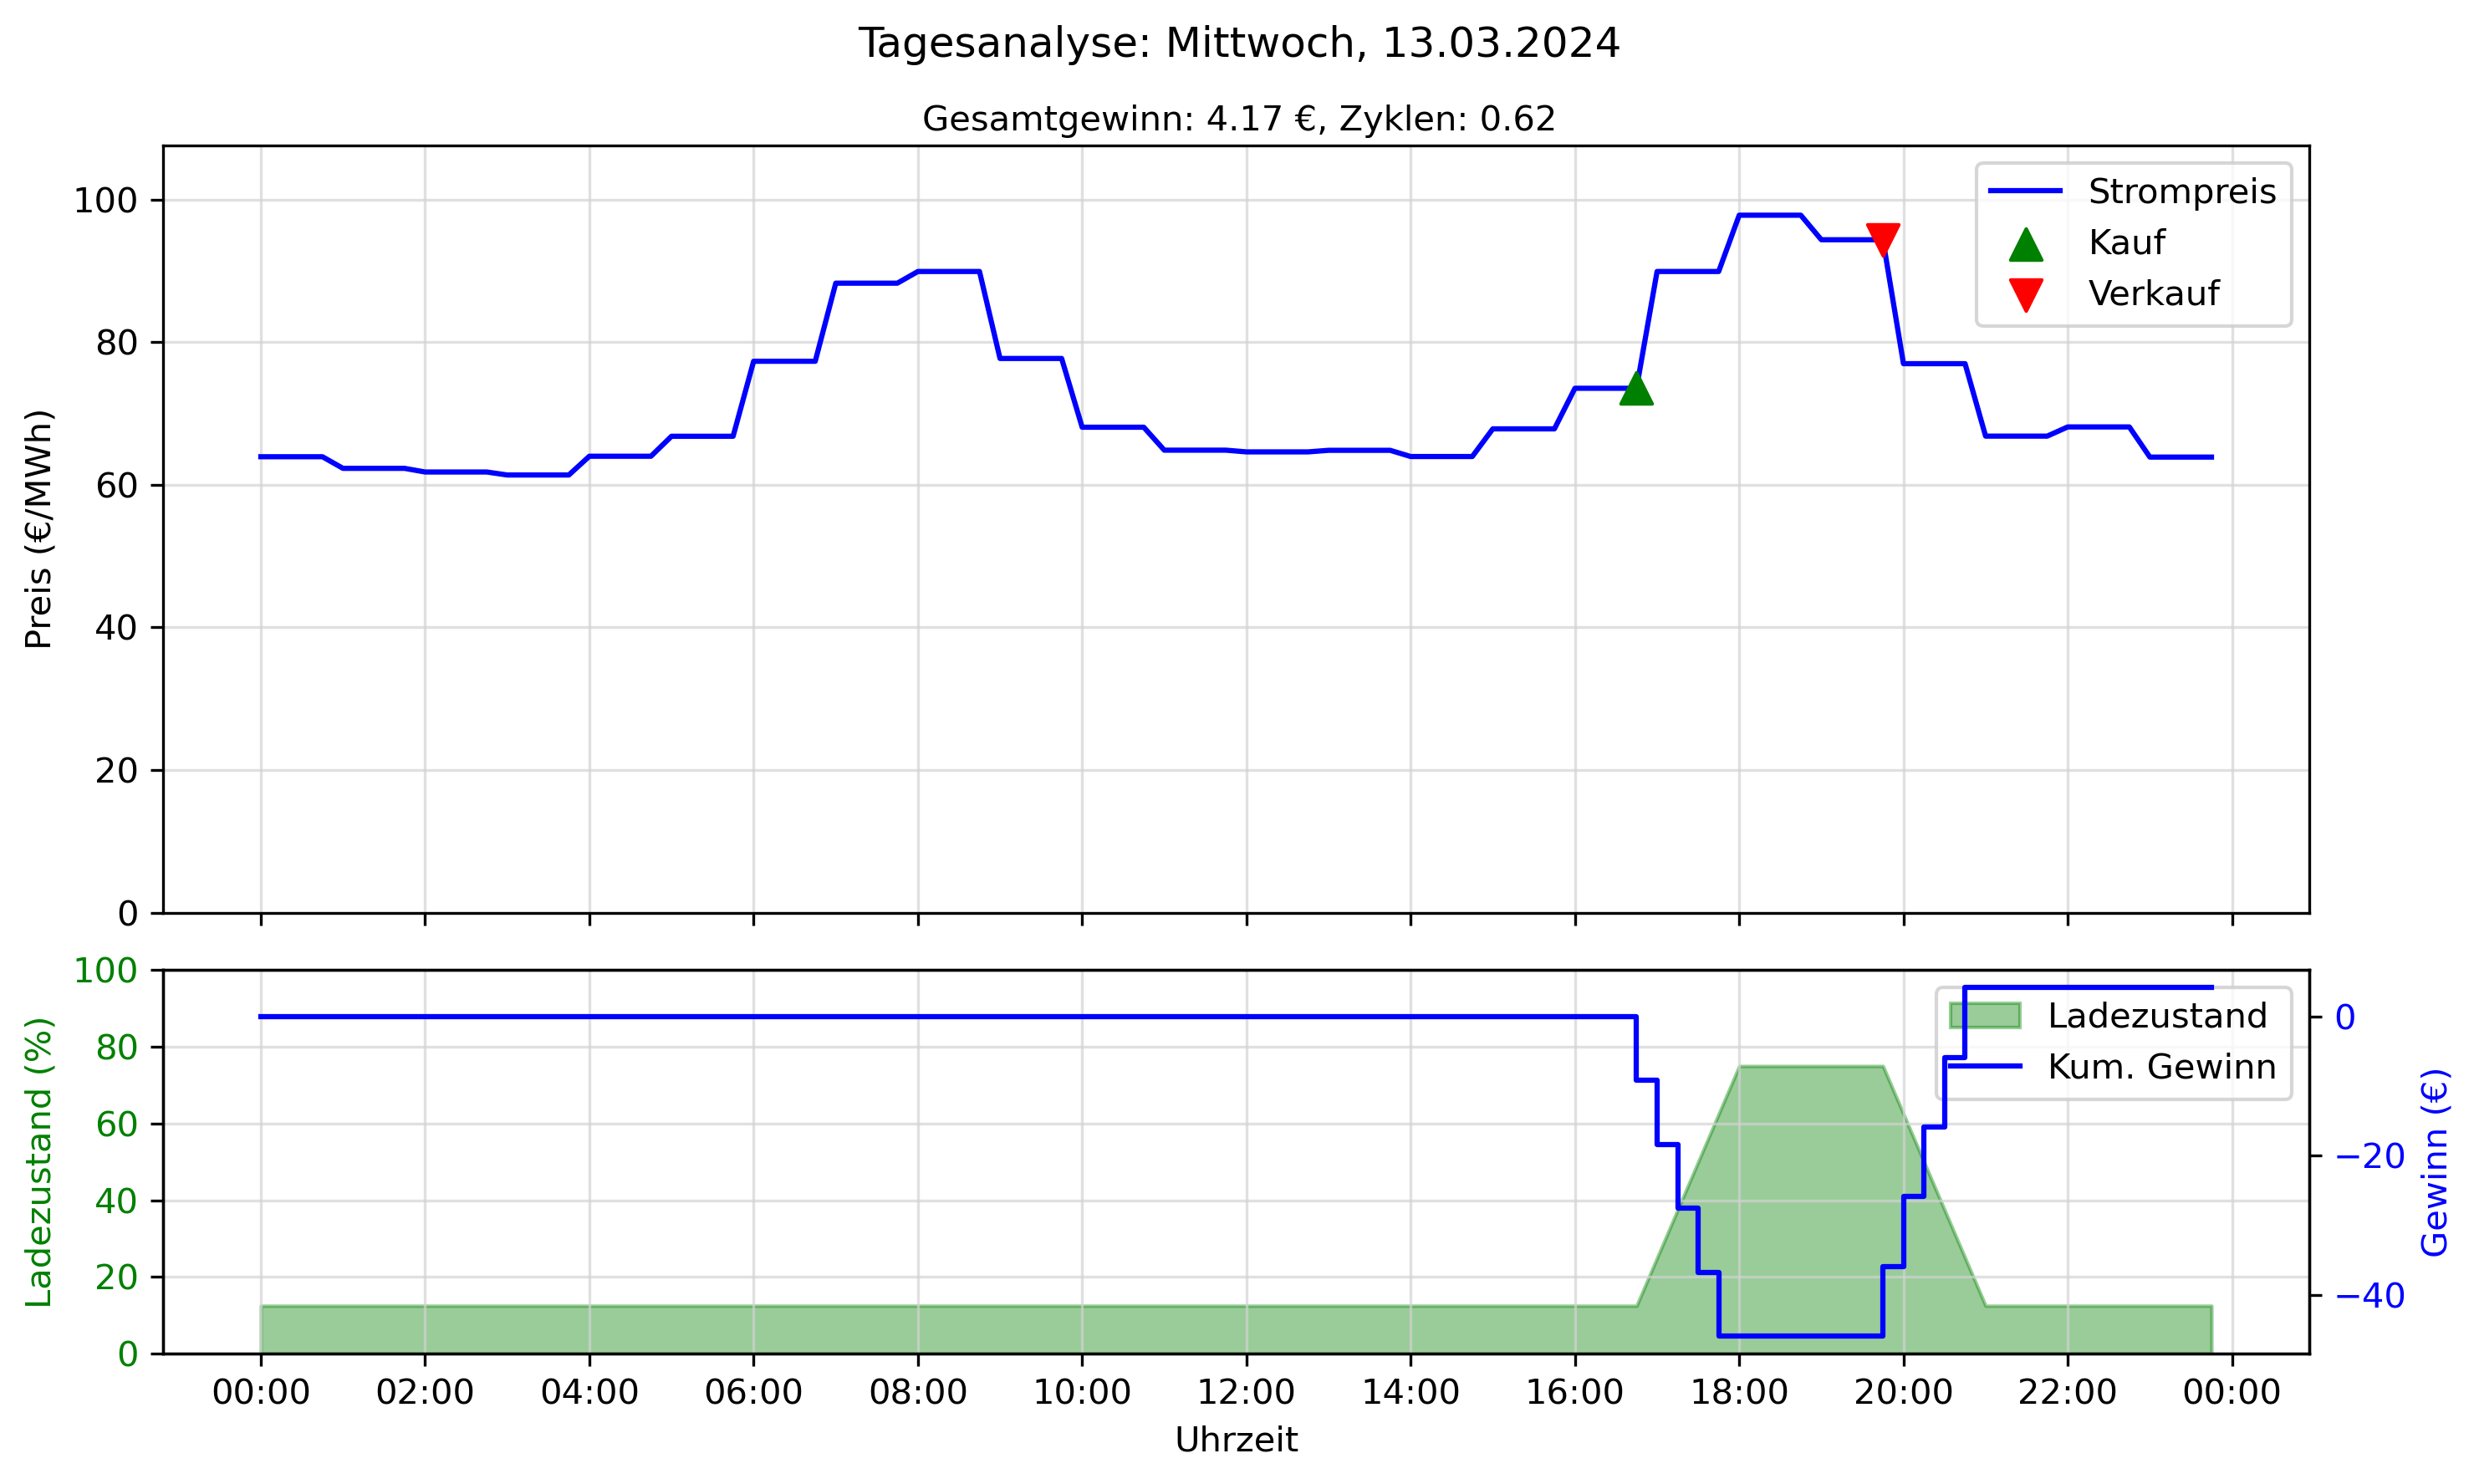 Tagesanalyse: Mittwoch, 13.03.2024
Gesamtgewinn: 4.17 €, Zyklen: 0.62
Preis (€/MWh)
100
80
60
40
20
0
Strompreis
Kauf
Verkauf
Ladezustand (%)
100
80
60
40
20
0
Ladezustand
Kum. Gewinn
0
−20
−40
Gewinn (€)
00:00 02:00 04:00 06:00 08:00 10:00 12:00 14:00 16:00 18:00 20:00 22:00 00:00
Uhrzeit